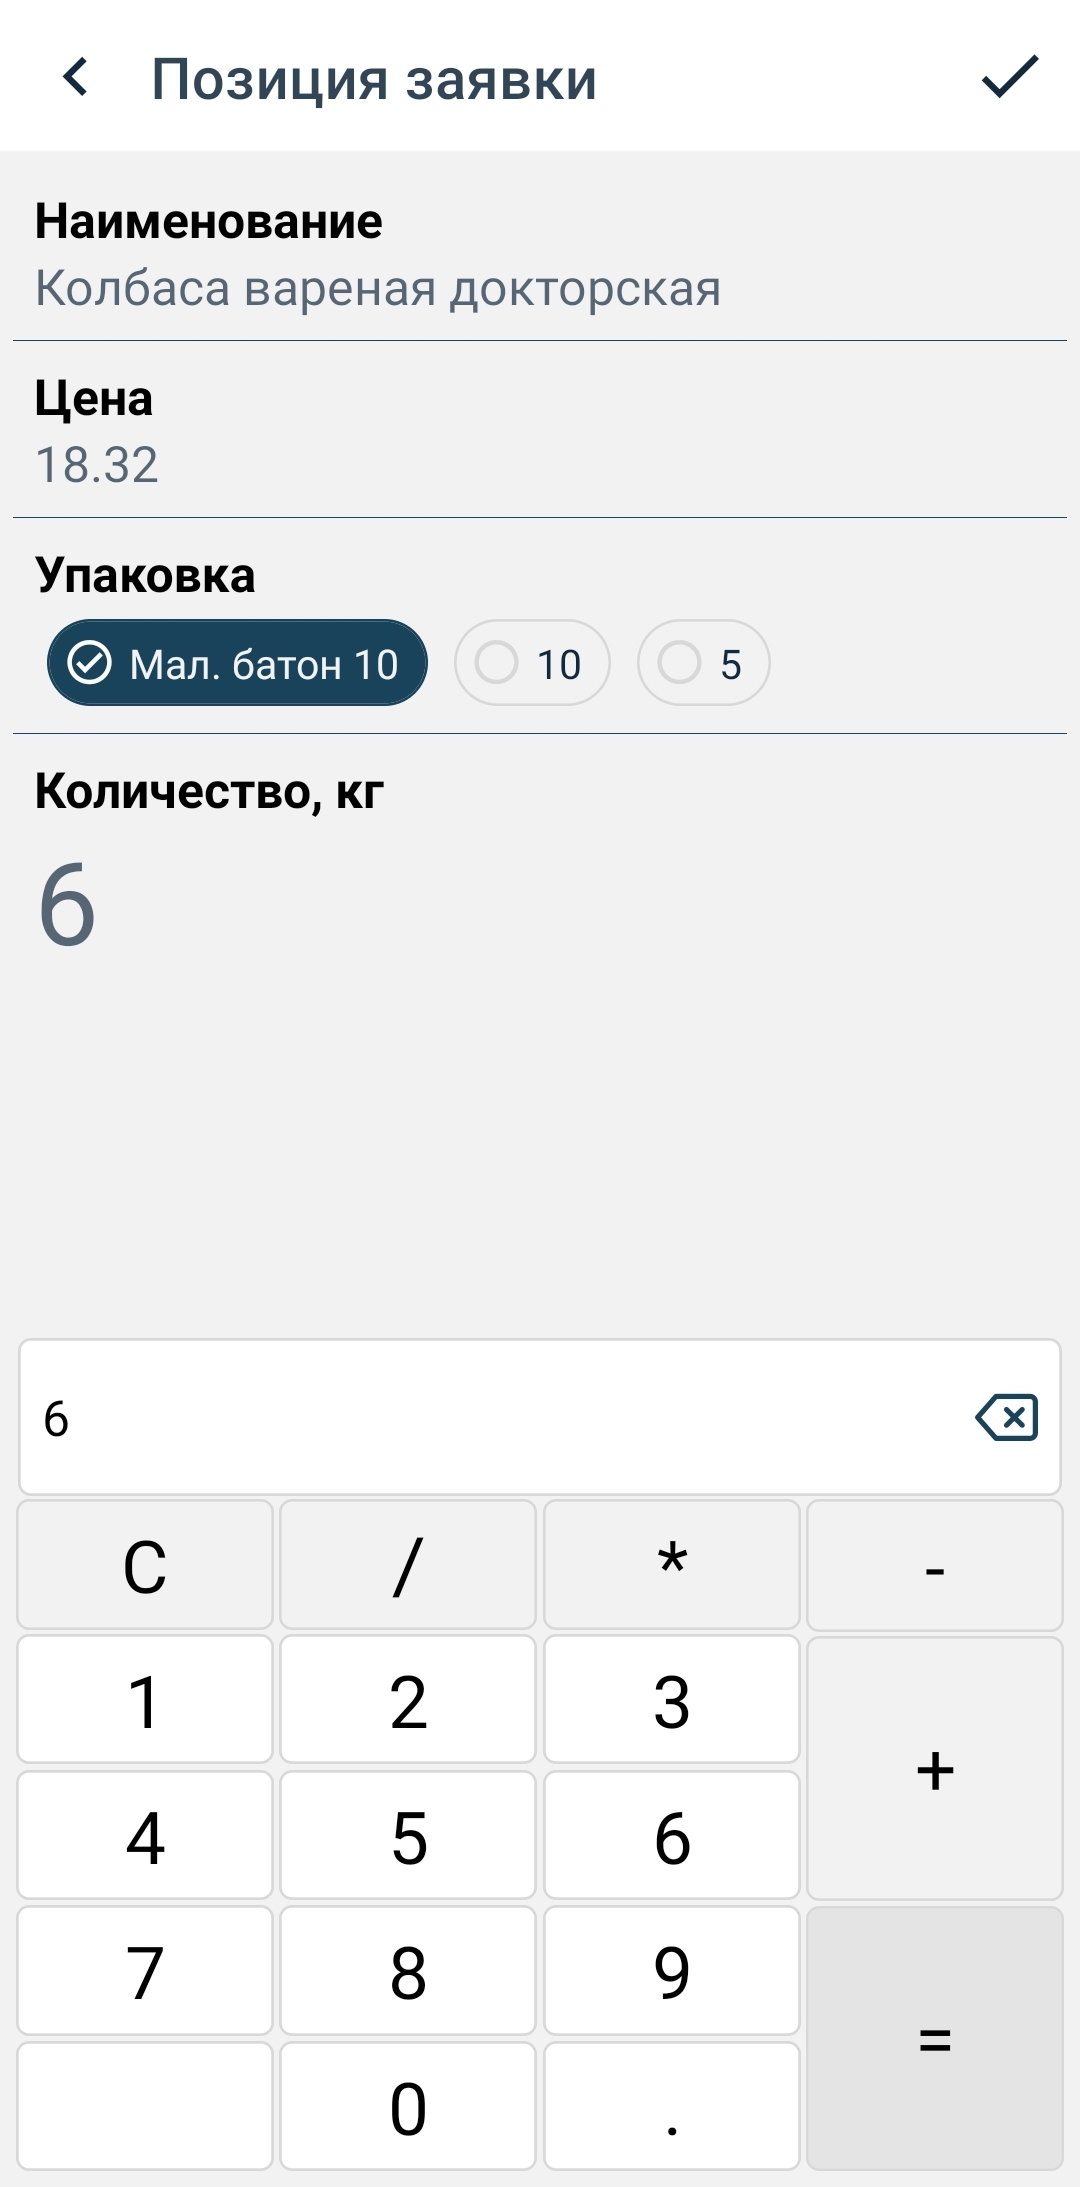 Позиция заявки
Наименование
Колбаса вареная докторская
Цена
18.32
Упаковка
Мал. батон 10 10 5
Количество, кг
6
6
C / * -
1 2 3
+
4 5 6
7 8 9
=
0 .